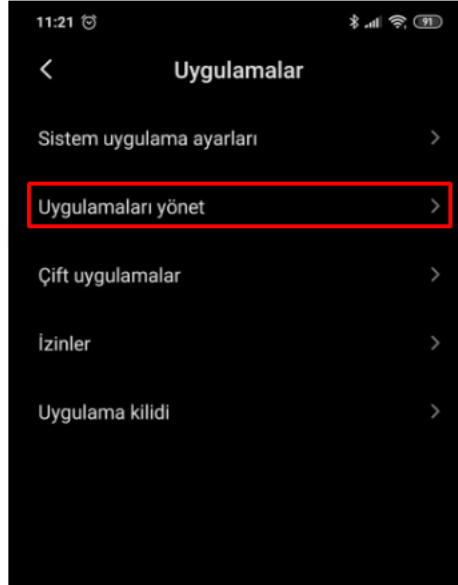 11:21
91
Uygulamalar
Sistem uygulama ayarları
Uygulamaları yönet
Çift uygulamalar
İzinler
Uygulama kilidi